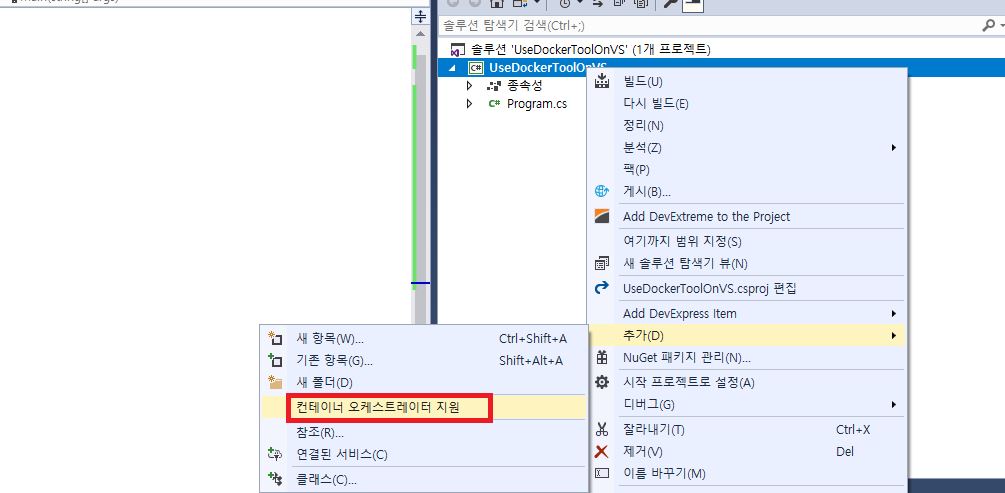 main(string[] args)
솔루션 탐색기 검색(Ctrl+;)
솔루션 'UseDockerToolOnVS' (1개 프로젝트)
C# UseDockerToolOnVS
종속성
C# Program.cs
빌드(U)
다시 빌드(E)
정리(N)
분석(Z)
팩(P)
게시(B)...
Add DevExtreme to the Project
여기까지 범위 지정(S)
새 솔루션 탐색기 뷰(N)
UseDockerToolOnVS.csproj 편집
Add DevExpress Item
추가(D)
NuGet 패키지 관리(N)...
시작 프로젝트로 설정(A)
디버그(G)
잘라내기(T) Ctrl+X
제거(V) Del
이름 바꾸기(M)
새 항목(W)... Ctrl+Shift+A
기존 항목(G)... Shift+Alt+A
새 폴더(D)
컨테이너 오케스트레이터 지원
참조(R)...
연결된 서비스(C)
클래스(C)...